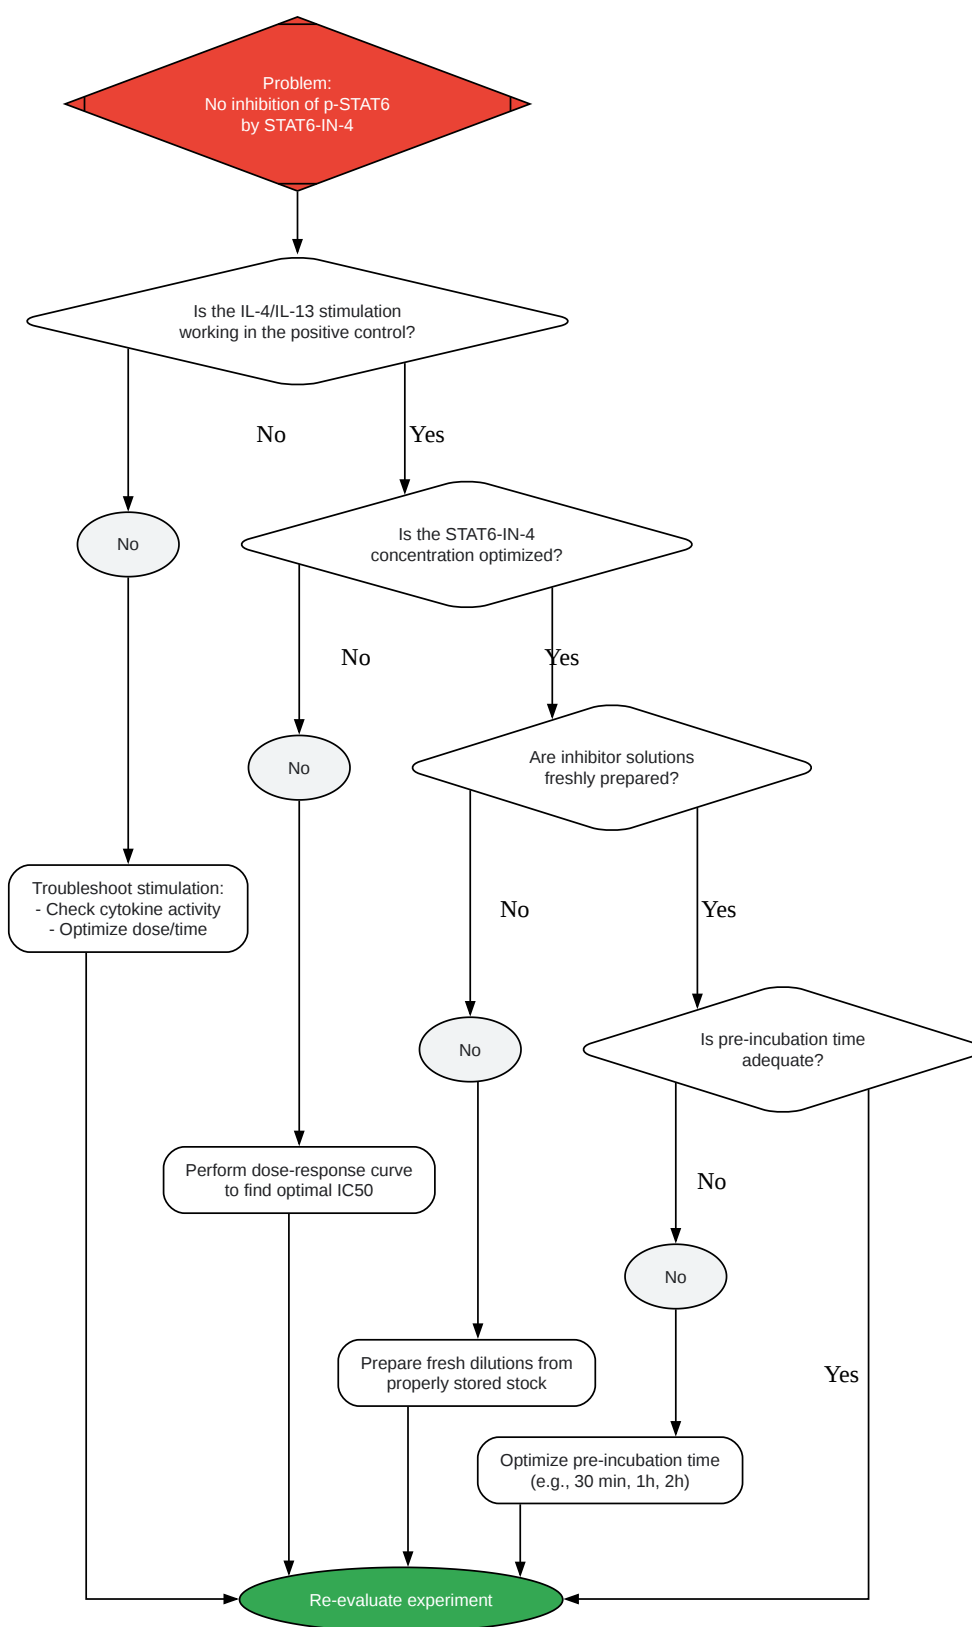 Problem:
No inhibition of p-STAT6
by STAT6-IN-4
Is the IL-4/IL-13 stimulation
working in the positive control?
No
Yes
No
Is the STAT6-IN-4
concentration optimized?
No
Yes
No
Are inhibitor solutions
freshly prepared?
Troubleshoot stimulation:
- Check cytokine activity
- Optimize dose/time
No
Yes
No
Is pre-incubation time
adequate?
Perform dose-response curve
to find optimal IC50
No
No
Prepare fresh dilutions from
properly stored stock
Yes
Optimize pre-incubation time
(e.g., 30 min, 1h, 2h)
Re-evaluate experiment